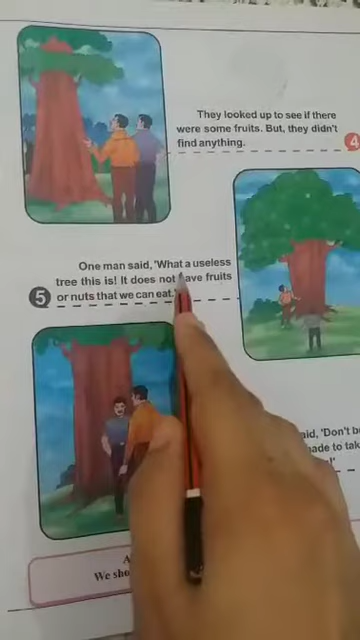 They looked up to see if there
were some fruits. But, they didn't
find anything.
4
One man said, 'What a useless
tree this is! It does not have fruits
5 or nuts that we can eat.'
said, 'Don't b
made to tak
A
We sho